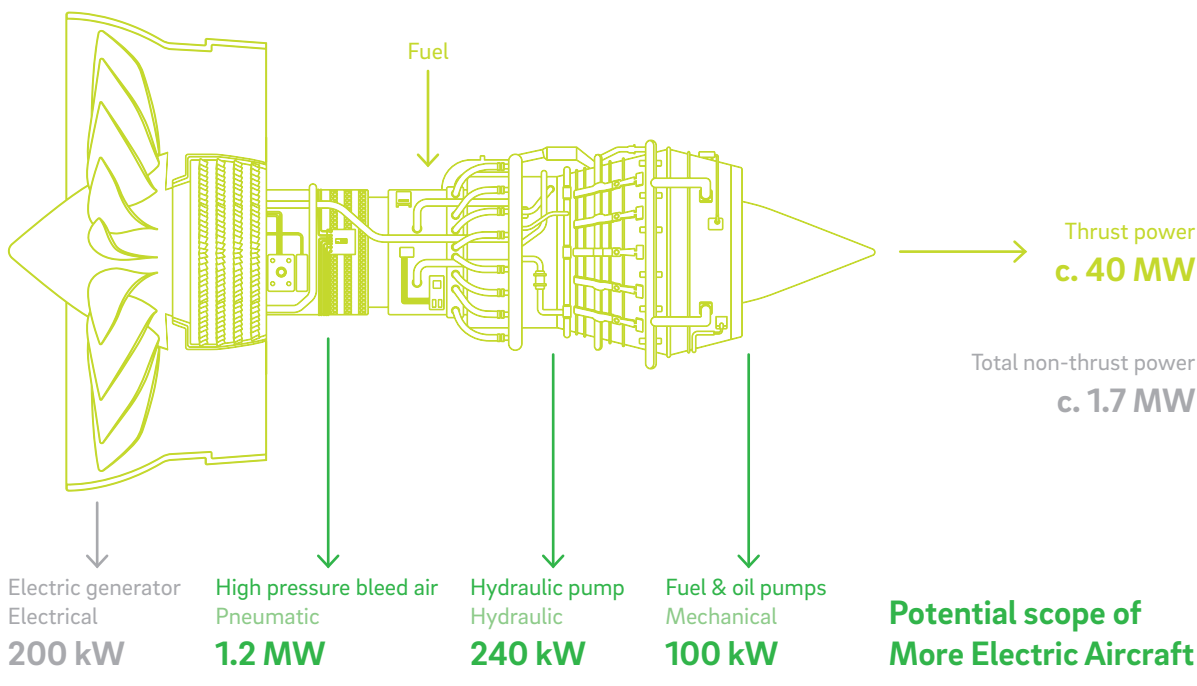 Fuel
Thrust power
c. 40 MW
Total non-thrust power
c. 1.7 MW
Electric generator
Electrical
200 kW
High pressure bleed air
Pneumatic
1.2 MW
Hydraulic pump
Hydraulic
240 kW
Fuel & oil pumps
Mechanical
100 kW
Potential scope of
More Electric Aircraft